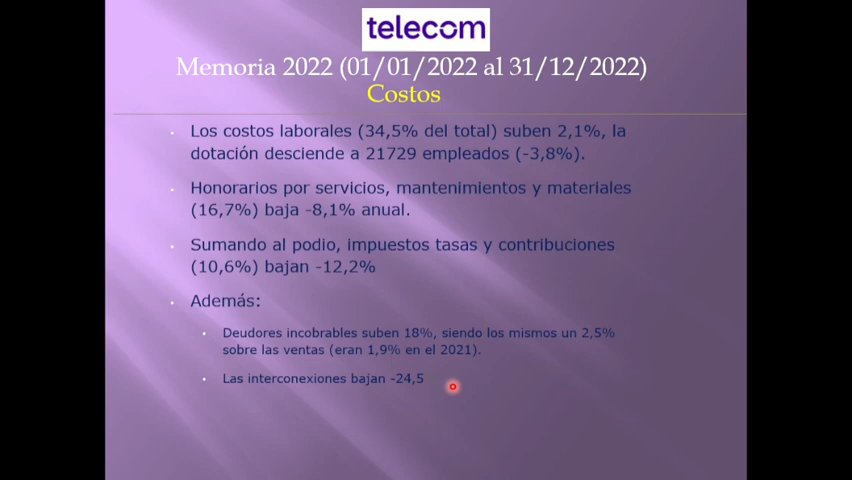 telecom
Memoria 2022 (01/01/2022 al 31/12/2022)
Costos
Los costos laborales (34,5% del total) suben 2,1%, la
dotación desciende a 21729 empleados (-3,8%).
Honorarios por servicios, mantenimientos y materiales
(16,7%) baja -8,1% anual.
Sumando al podio, impuestos tasas y contribuciones
(10,6%) bajan -12,2%
Además:
Deudores incobrables suben 18%, siendo los mismos un 2,5%
sobre las ventas (eran 1,9% en el 2021).
Las interconexiones bajan -24,5